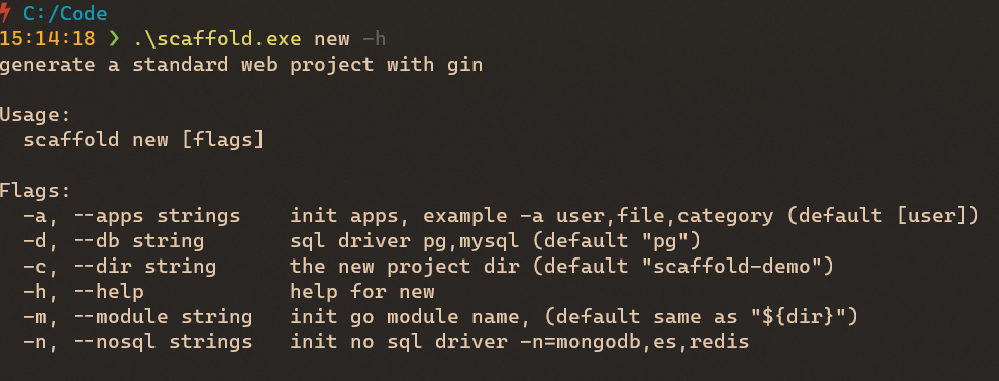 C:/Code
15:14:18 ❯ .\scaffold.exe new -h
generate a standard web project with gin
Usage:
  scaffold new [flags]
Flags:
  -a, --apps strings    init apps, example -a user,file,category (default [user])
  -d, --db string       sql driver pg,mysql (default "pg")
  -c, --dir string      the new project dir (default "scaffold-demo")
  -h, --help            help for new
  -m, --module string   init go module name, (default same as "${dir}")
  -n, --nosql strings   init no sql driver -n=mongodb,es,redis